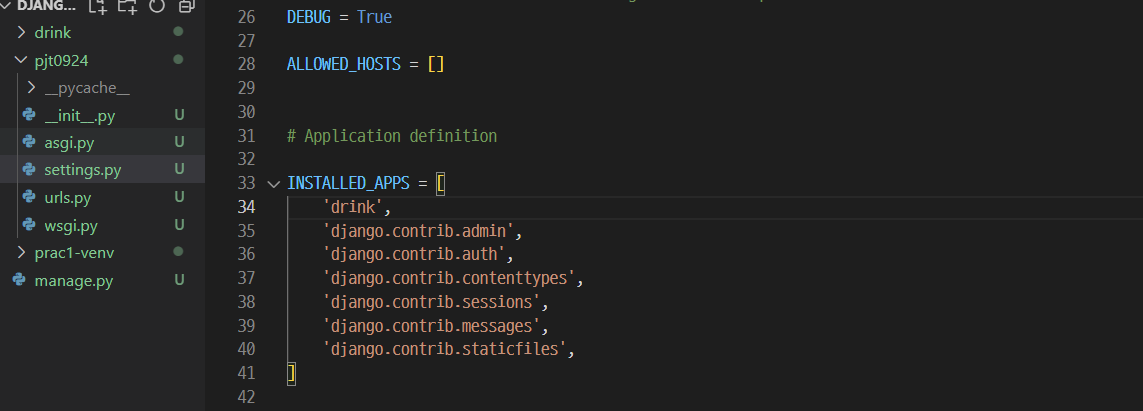 DJANG...
drink
pjt0924
__pycache__
__init__.py U
asgi.py U
settings.py U
urls.py U
wsgi.py U
prac1-venv
manage.py U
26 DEBUG = True
27
28 ALLOWED_HOSTS = []
29
30
31 # Application definition
32
33 INSTALLED_APPS = [
34 'drink',
35 'django.contrib.admin',
36 'django.contrib.auth',
37 'django.contrib.contenttypes',
38 'django.contrib.sessions',
39 'django.contrib.messages',
40 'django.contrib.staticfiles',
41 ]
42